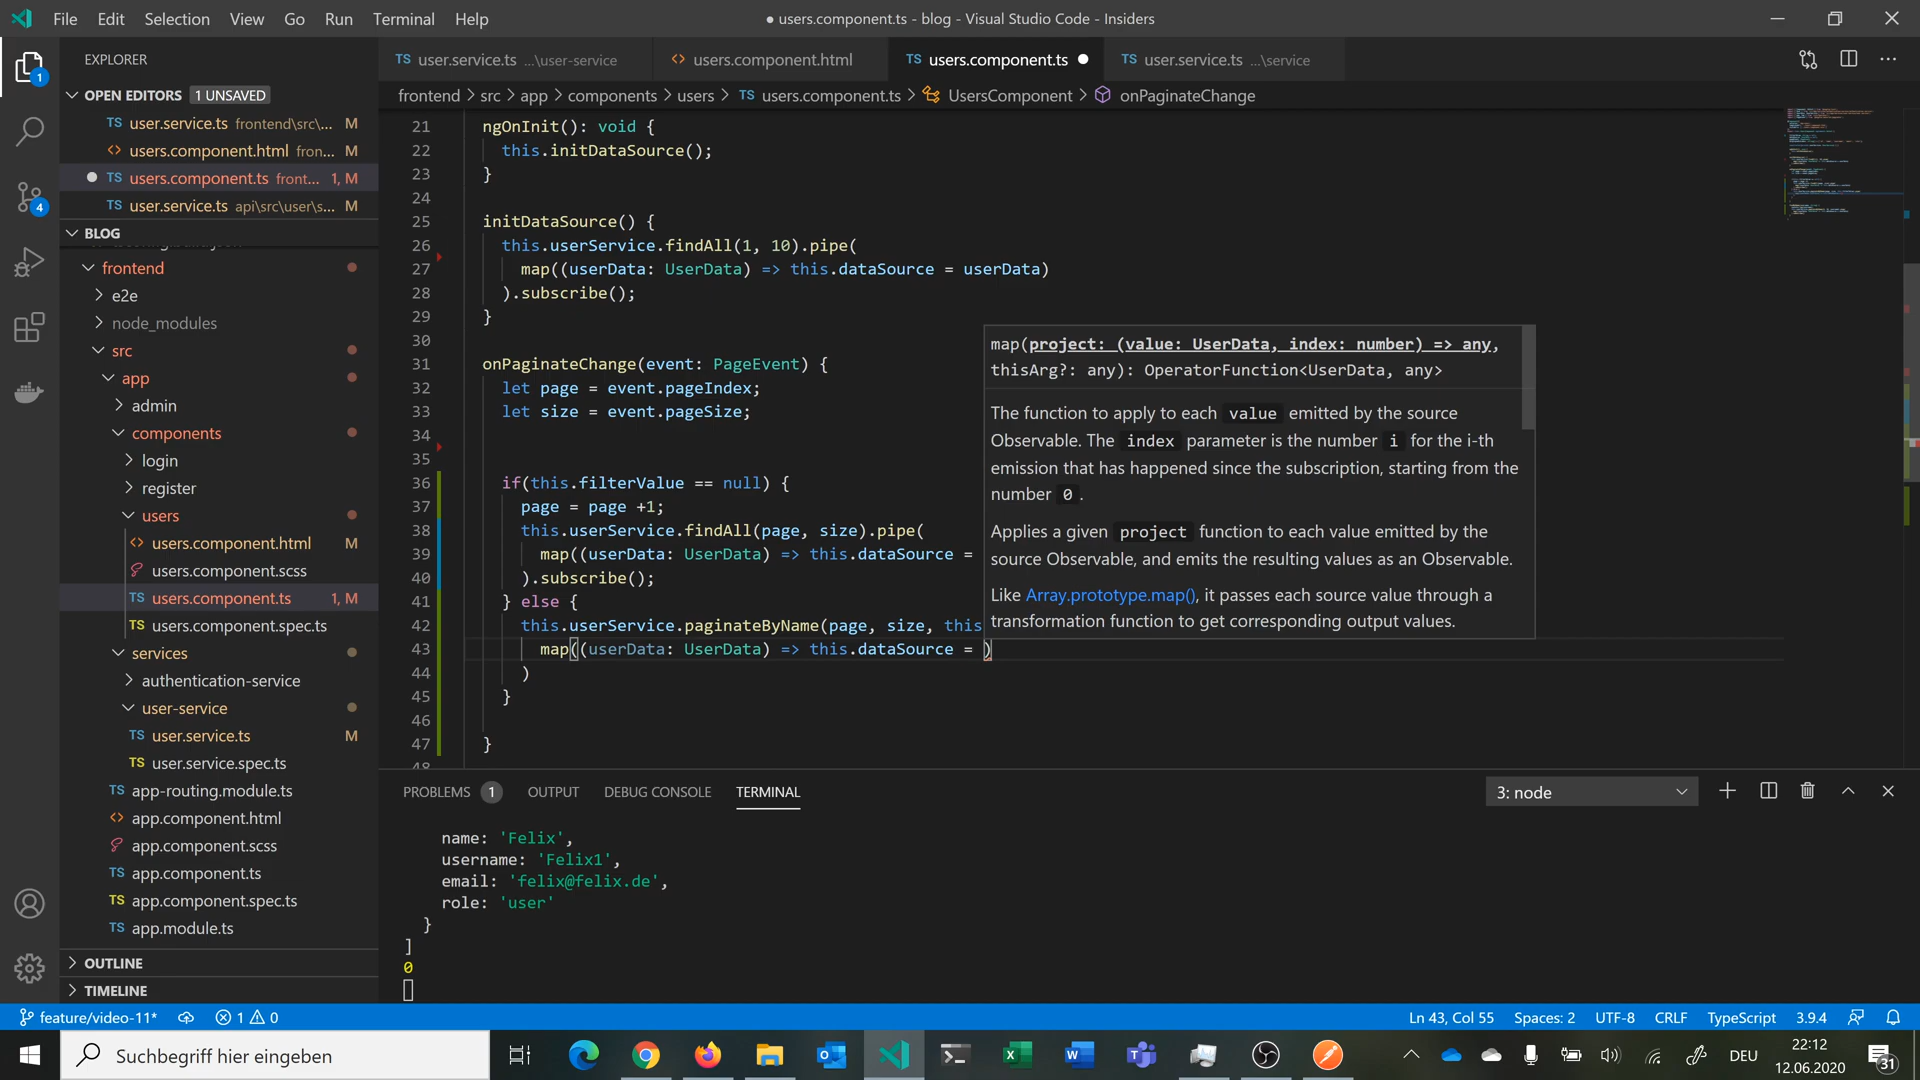 File Edit Selection View Go Run Terminal Help
● users.component.ts - blog - Visual Studio Code - Insiders
EXPLORER
OPEN EDITORS 1 UNSAVED
TS user.service.ts frontend\src\... M
<> users.component.html fron... M
● TS users.component.ts front... 1, M
TS user.service.ts api\src\user\s... M
BLOG
frontend
e2e
node_modules
src
app
admin
components
login
register
users
<> users.component.html M
users.component.scss
TS users.component.ts 1, M
TS users.component.spec.ts
services
authentication-service
user-service
TS user.service.ts M
TS user.service.spec.ts
TS app-routing.module.ts
<> app.component.html
app.component.scss
TS app.component.ts
TS app.component.spec.ts
TS app.module.ts
OUTLINE
TIMELINE
1
4
TS user.service.ts ...\user-service
<> users.component.html
TS users.component.ts ●
TS user.service.ts ...\service
frontend > src > app > components > users > TS users.component.ts > UsersComponent > onPaginateChange
21 ngOnInit(): void {
22 this.initDataSource();
23 }
24
25 initDataSource() {
26 this.userService.findAll(1, 10).pipe(
27 map((userData: UserData) => this.dataSource = userData)
28 ).subscribe();
29 }
30
31 onPaginateChange(event: PageEvent) {
32 let page = event.pageIndex;
33 let size = event.pageSize;
34
35
36 if(this.filterValue == null) {
37 page = page +1;
38 this.userService.findAll(page, size).pipe(
39 map((userData: UserData) => this.dataSource =
40 ).subscribe();
41 } else {
42 this.userService.paginateByName(page, size, this
43 map((userData: UserData) => this.dataSource = )
44 )
45 }
46
47 }
48
map(project: (value: UserData, index: number) => any,
thisArg?: any): OperatorFunction<UserData, any>
The function to apply to each value emitted by the source
Observable. The index parameter is the number i for the i-th
emission that has happened since the subscription, starting from the
number 0 .
Applies a given project function to each value emitted by the
source Observable, and emits the resulting values as an Observable.
Like Array.prototype.map(), it passes each source value through a
transformation function to get corresponding output values.
PROBLEMS 1 OUTPUT DEBUG CONSOLE TERMINAL
3: node
name: 'Felix',
username: 'Felix1',
email: 'felix@felix.de',
role: 'user'
}
]
0
feature/video-11* 1 0
Ln 43, Col 55 Spaces: 2 UTF-8 CRLF TypeScript 3.9.4
Suchbegriff hier eingeben
DEU
22:12
12.06.2020
31